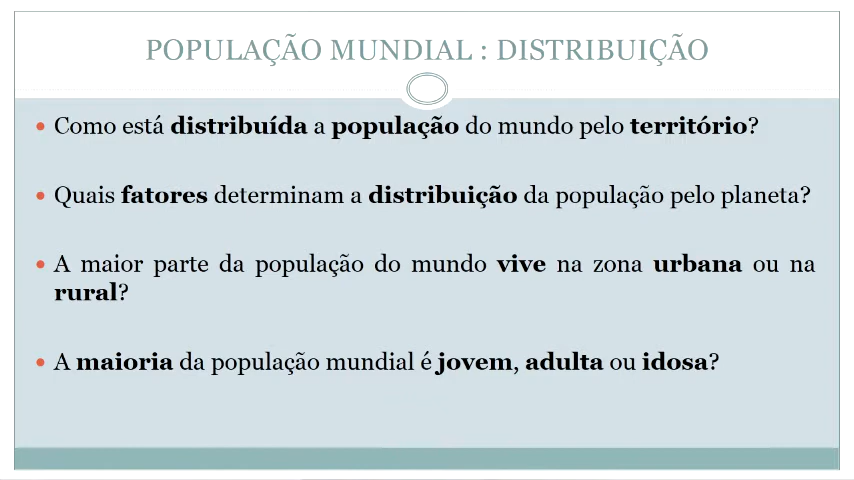 POPULAÇÃO MUNDIAL : DISTRIBUIÇÃO
• Como está distribuída a população do mundo pelo território?
• Quais fatores determinam a distribuição da população pelo planeta?
• A maior parte da população do mundo vive na zona urbana ou na
rural?
• A maioria da população mundial é jovem, adulta ou idosa?